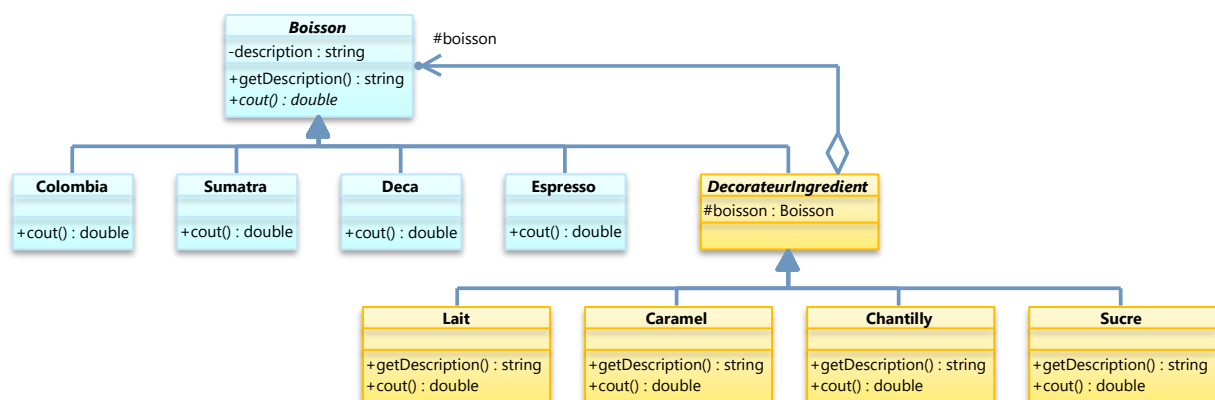 Boisson
-description : string
+getDescription() : string
+cout() : double
#boisson
Colombia
+cout() : double
Sumatra
+cout() : double
Deca
+cout() : double
Espresso
+cout() : double
DecorateurIngredient
#boisson : Boisson
Lait
+getDescription() : string
+cout() : double
Caramel
+getDescription() : string
+cout() : double
Chantilly
+getDescription() : string
+cout() : double
Sucre
+getDescription() : string
+cout() : double